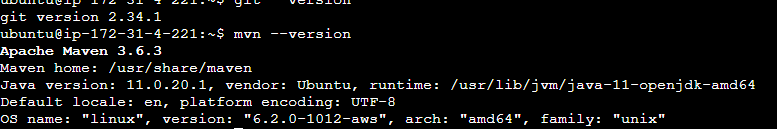 ubuntu@ip-172-31-4-221:~$ git --version
git version 2.34.1
ubuntu@ip-172-31-4-221:~$ mvn --version
Apache Maven 3.6.3
Maven home: /usr/share/maven
Java version: 11.0.20.1, vendor: Ubuntu, runtime: /usr/lib/jvm/java-11-openjdk-amd64
Default locale: en, platform encoding: UTF-8
OS name: "linux", version: "6.2.0-1012-aws", arch: "amd64", family: "unix"